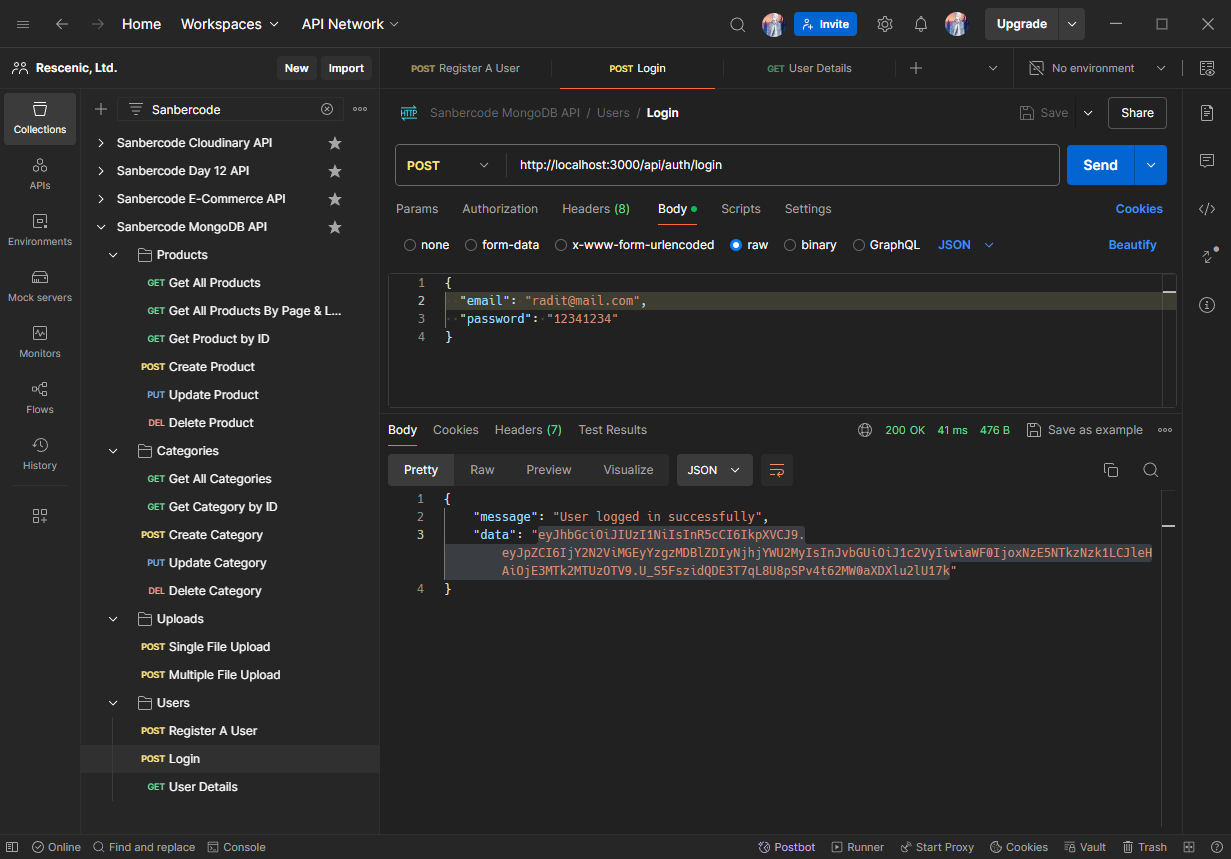 Home
Workspaces
API Network
Invite
Upgrade
Rescenic, Ltd.
New
Import
POST Register A User
POST Login
GET User Details
No environment
Collections
APIs
Environments
Mock servers
Monitors
Flows
History
Sanbercode
Sanbercode Cloudinary API
Sanbercode Day 12 API
Sanbercode E-Commerce API
Sanbercode MongoDB API
Products
GET Get All Products
GET Get All Products By Page & L...
GET Get Product by ID
POST Create Product
PUT Update Product
DEL Delete Product
Categories
GET Get All Categories
GET Get Category by ID
POST Create Category
PUT Update Category
DEL Delete Category
Uploads
POST Single File Upload
POST Multiple File Upload
Users
POST Register A User
POST Login
GET User Details
HTTP Sanbercode MongoDB API / Users / Login
Save
Share
POST http://localhost:3000/api/auth/login
Send
Params Authorization Headers (8) Body Scripts Settings Cookies
none form-data x-www-form-urlencoded raw binary GraphQL JSON Beautify
1 {
2 "email": "radit@mail.com",
3 "password": "12341234"
4 }
Body Cookies Headers (7) Test Results 200 OK 41 ms 476 B Save as example
Pretty Raw Preview Visualize JSON
1 {
2 "message": "User logged in successfully",
3 "data": "eyJhbGciOiJIUzI1NiIsInR5cCI6IkpXVCJ9.
eyJpZCI6IjY2N2ViMGEyYzgzMDBlZDIyNjhjYWU2MyIsInJvbGUiOiJ1c2VyIiwiaWF0IjoxNzE5NTkzNzk1LCJleH
AiOjE3MTk2MTUzOTV9.U_S5FszidQDE3T7qL8U8pSPv4t62MW0aXDXlu2lU17k"
4 }
Online Find and replace Console Postbot Runner Start Proxy Cookies Vault Trash